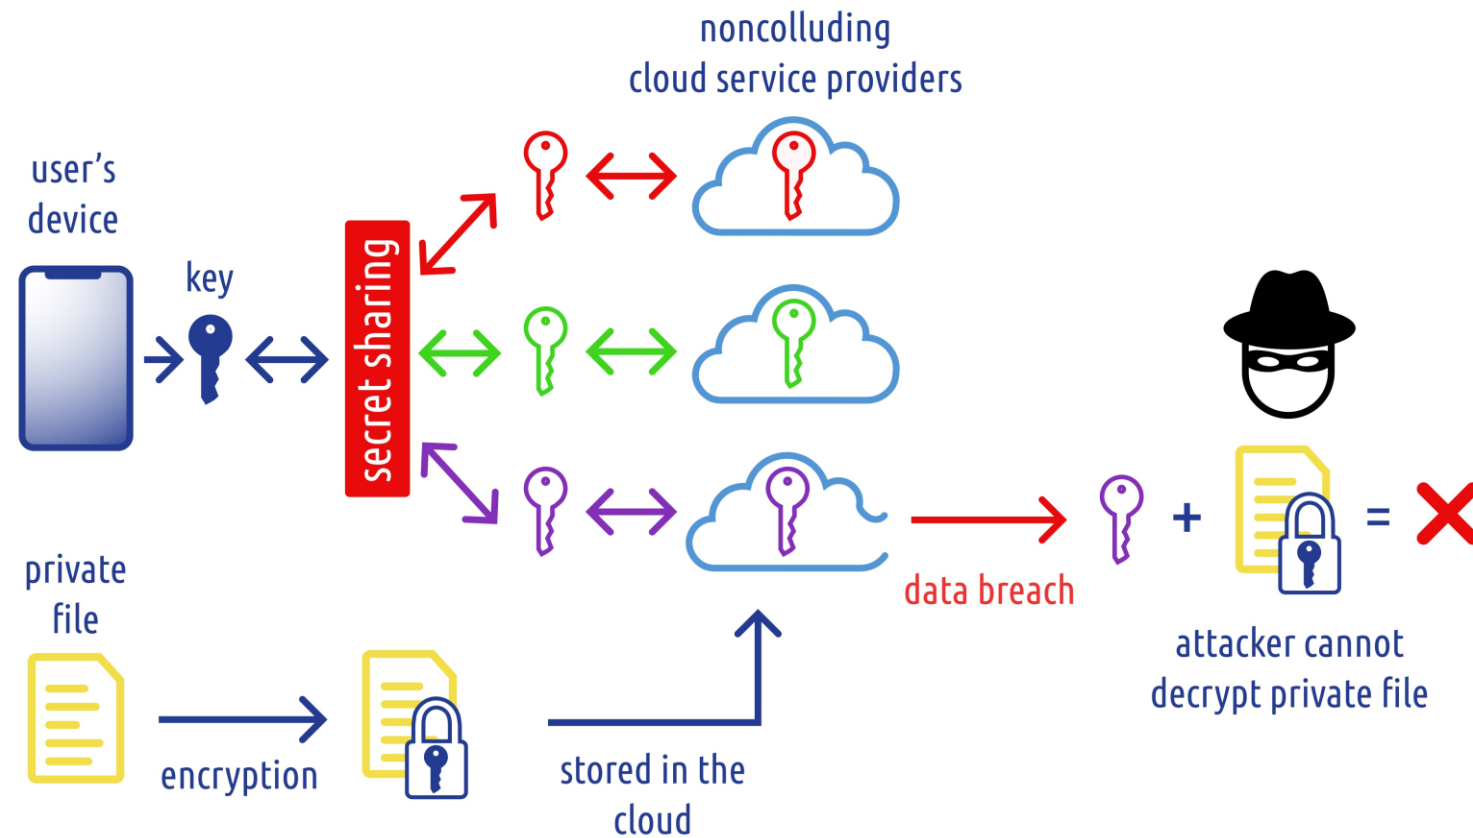 noncolluding
cloud service providers
user's
device
key
secret sharing
data breach
private
file
encryption
stored in the
cloud
+
=
attacker cannot
decrypt private file